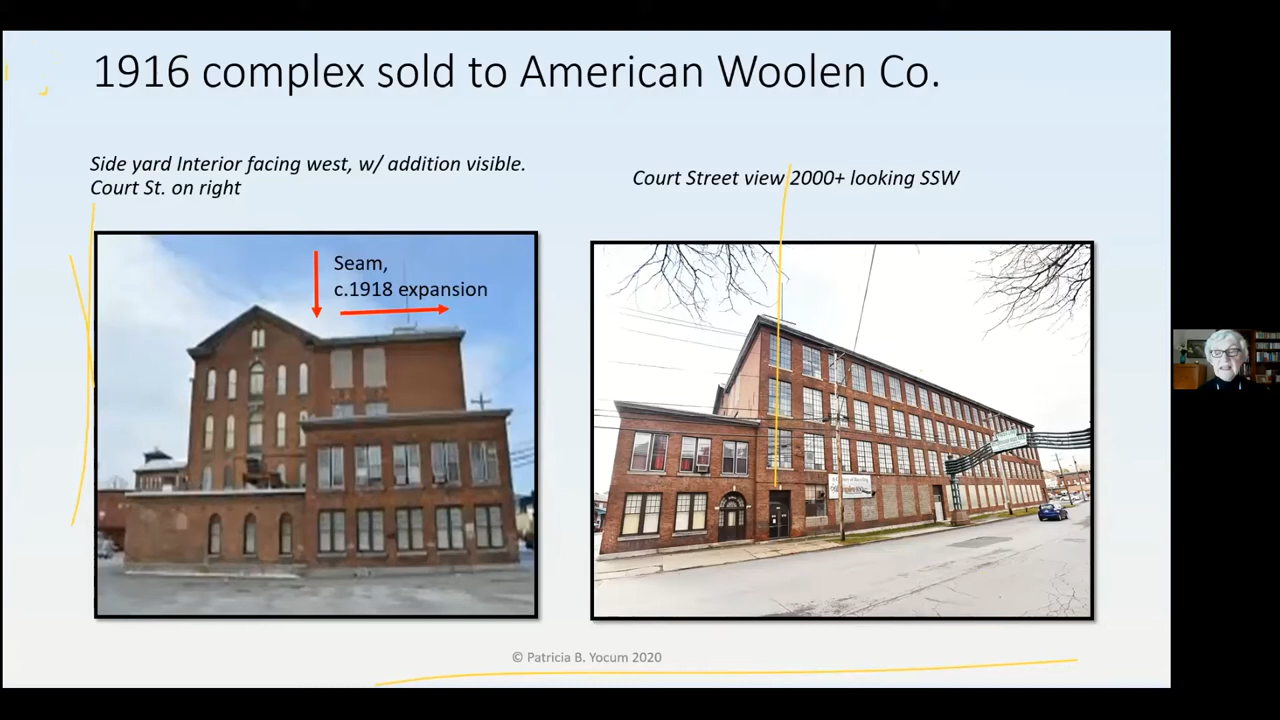 1916 complex sold to American Woolen Co.
Side yard Interior facing west, w/ addition visible.
Court St. on right
Court Street view 2000+ looking SSW
Seam,
c.1918 expansion
© Patricia B. Yocum 2020